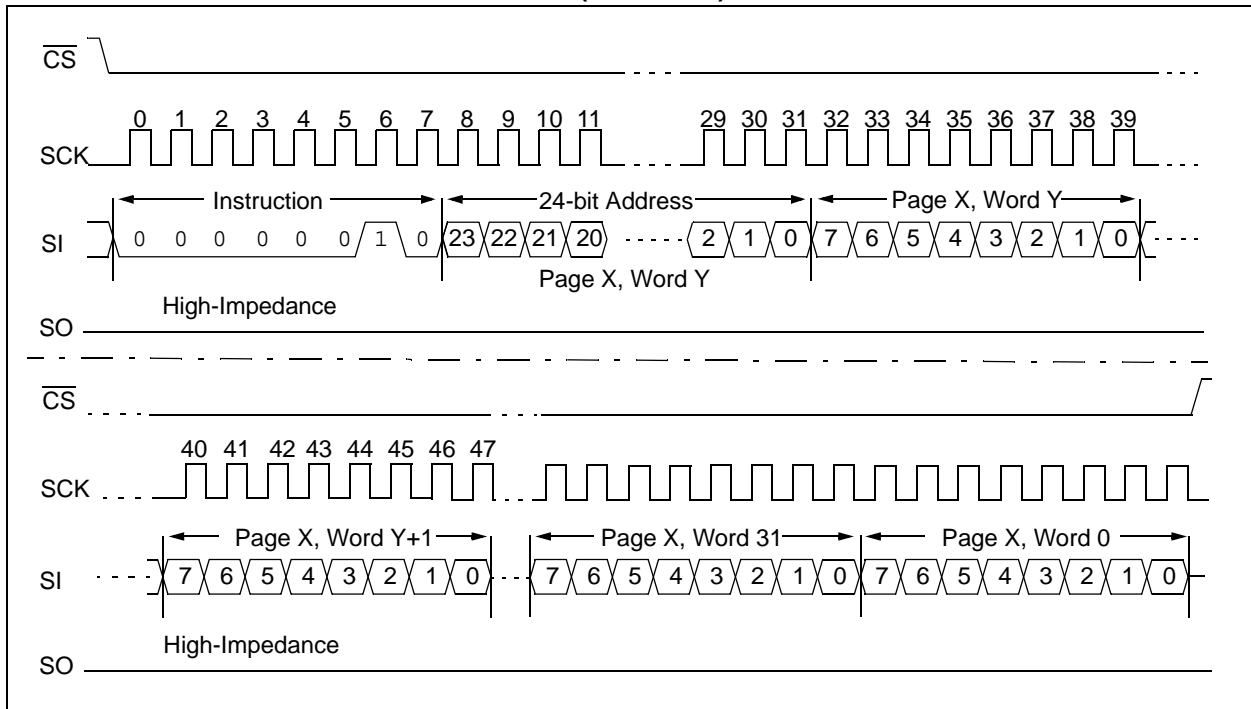 CS
0 1 2 3 4 5 6 7 8 9 10 11 29 30 31 32 33 34 35 36 37 38 39
SCK
Instruction 24-bit Address Page X, Word Y
SI 0 0 0 0 0 0 1 0 23 22 21 20 2 1 0 7 6 5 4 3 2 1 0
Page X, Word Y
High-Impedance
SO
CS
40 41 42 43 44 45 46 47
SCK
Page X, Word Y+1 Page X, Word 31 Page X, Word 0
SI 7 6 5 4 3 2 1 0 7 6 5 4 3 2 1 0 7 6 5 4 3 2 1 0
High-Impedance
SO